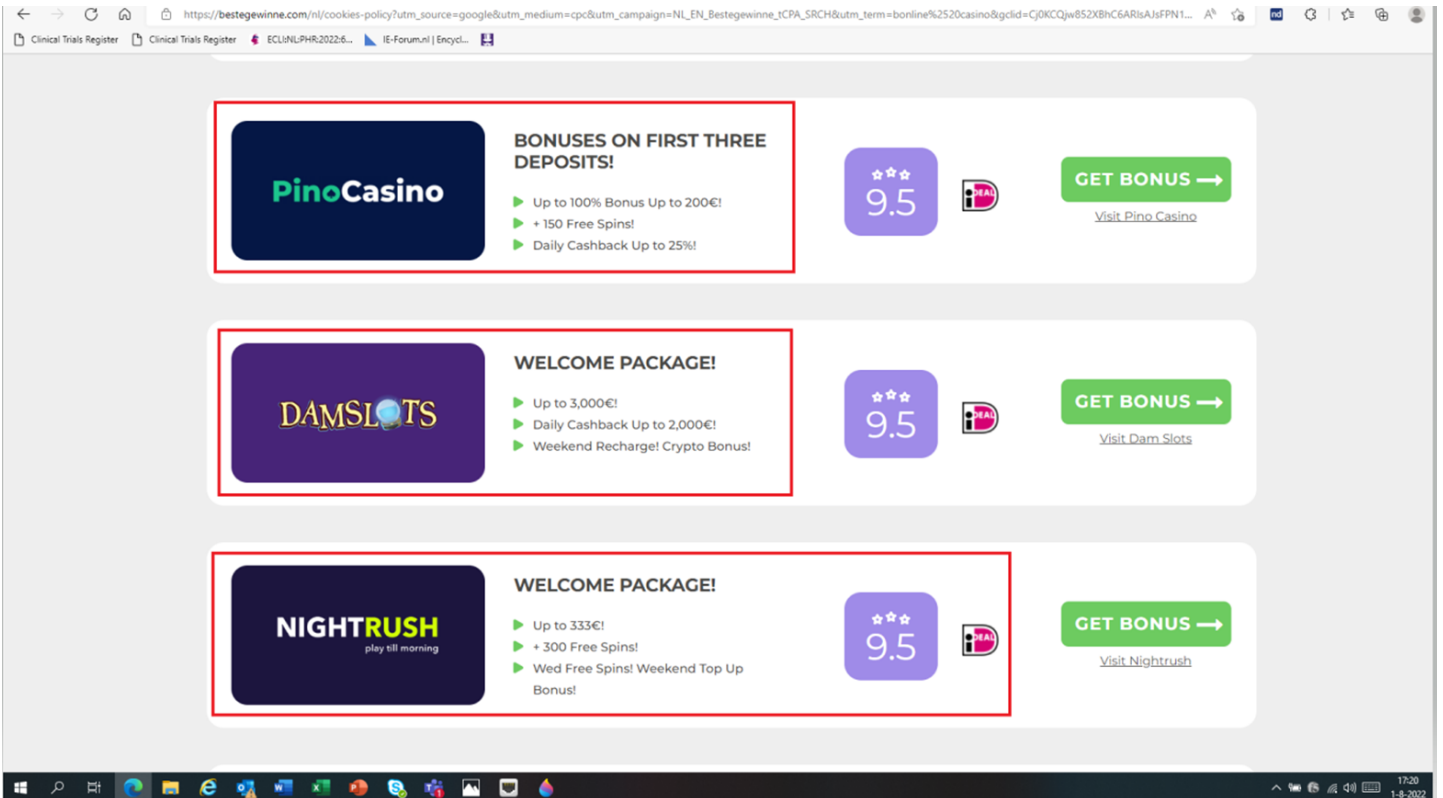 https://bestegewinne.com/nl/cookies-policy?utm_source=google&utm_medium=cpc&utm_campaign=NL_EN_Bestegewinne_tCPA_SRCH&utm_term=bonline%2520casino&gclid=Cj0KCQjw852XBhC6ARIsAJsFPN1...
Clinical Trials Register Clinical Trials Register ECLI:NL:PHR:2022:6... IE-Forum.nl | Encycl...
PinoCasino
BONUSES ON FIRST THREE
DEPOSITS!
Up to 100% Bonus Up to 200€!
+ 150 Free Spins!
Daily Cashback Up to 25%!
9.5
iDEAL
GET BONUS
Visit Pino Casino
DAMSLOTS
WELCOME PACKAGE!
Up to 3,000€!
Daily Cashback Up to 2,000€!
Weekend Recharge! Crypto Bonus!
9.5
iDEAL
GET BONUS
Visit Dam Slots
NIGHTRUSH
play till morning
WELCOME PACKAGE!
Up to 333€!
+ 300 Free Spins!
Wed Free Spins! Weekend Top Up
Bonus!
9.5
iDEAL
GET BONUS
Visit Nightrush
17:20
1-8-2022